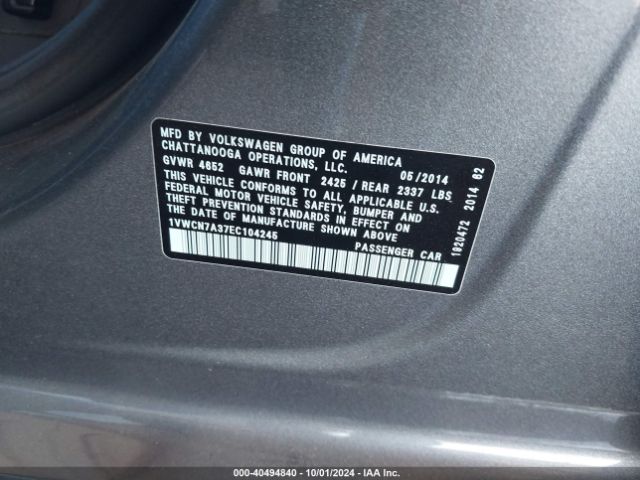 MFD BY VOLKSWAGEN GROUP OF AMERICA
CHATTANOOGA OPERATIONS, LLC. 05/2014
GVWR 4652 GAWR FRONT 2425 / REAR 2337 LBS
THIS VEHICLE CONFORMS TO ALL APPLICABLE U.S.
FEDERAL MOTOR VEHICLE SAFETY, BUMPER AND
THEFT PREVENTION STANDARDS IN EFFECT ON
THE DATE OF MANUFACTURE SHOWN ABOVE
1VWCN7A37EC104245 PASSENGER CAR
1920472 2014 82
000-40494840 - 10/01/2024 - IAA Inc.